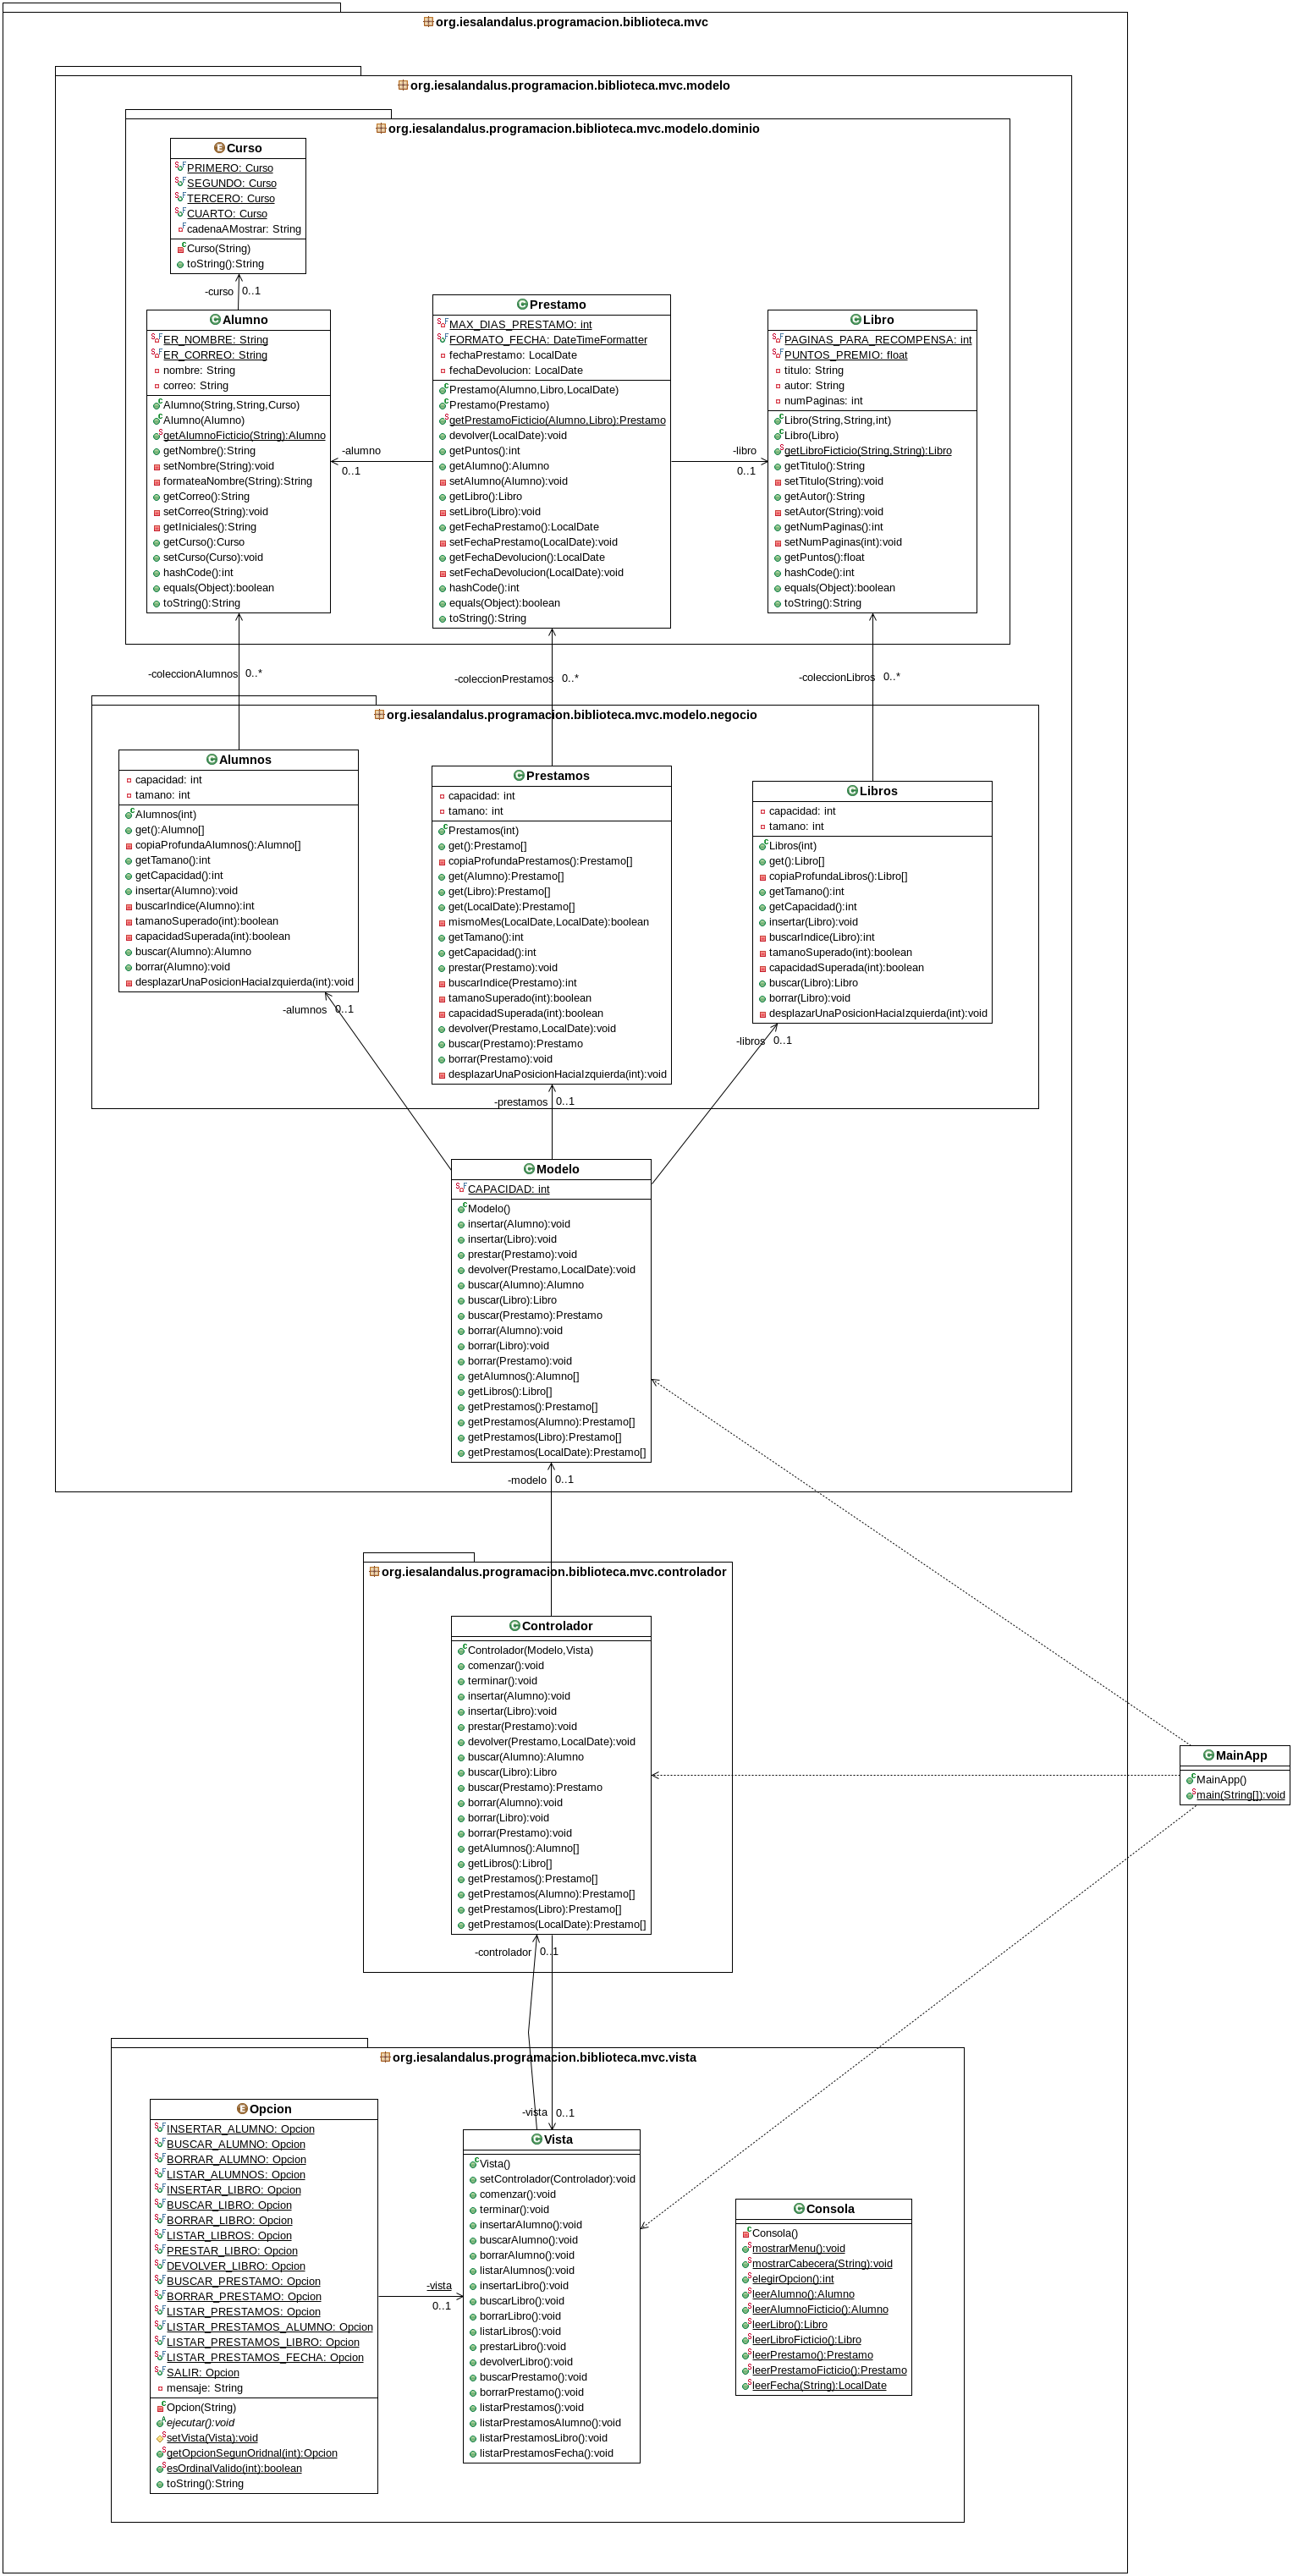 org.iesalandalus.programacion.biblioteca.mvc
org.iesalandalus.programacion.biblioteca.mvc.modelo
org.iesalandalus.programacion.biblioteca.mvc.modelo.dominio
Curso
PRIMERO: Curso
SEGUNDO: Curso
TERCERO: Curso
CUARTO: Curso
cadenaAMostrar: String
Curso(String)
toString():String
-curso 0..1
Alumno
ER_NOMBRE: String
ER_CORREO: String
nombre: String
correo: String
Alumno(String,String,Curso)
Alumno(Alumno)
getAlumnoFicticio(String):Alumno
getNombre():String
setNombre(String):void
formateaNombre(String):String
getCorreo():String
setCorreo(String):void
getIniciales():String
getCurso():Curso
setCurso(Curso):void
hashCode():int
equals(Object):boolean
toString():String
-alumno
0..1
Prestamo
MAX_DIAS_PRESTAMO: int
FORMATO_FECHA: DateTimeFormatter
fechaPrestamo: LocalDate
fechaDevolucion: LocalDate
Prestamo(Alumno,Libro,LocalDate)
Prestamo(Prestamo)
getPrestamoFicticio(Alumno,Libro):Prestamo
devolver(LocalDate):void
getPuntos():int
getAlumno():Alumno
setAlumno(Alumno):void
getLibro():Libro
setLibro(Libro):void
getFechaPrestamo():LocalDate
setFechaPrestamo(LocalDate):void
getFechaDevolucion():LocalDate
setFechaDevolucion(LocalDate):void
hashCode():int
equals(Object):boolean
toString():String
-libro
0..1
Libro
PAGINAS_PARA_RECOMPENSA: int
PUNTOS_PREMIO: float
titulo: String
autor: String
numPaginas: int
Libro(String,String,int)
Libro(Libro)
getLibroFicticio(String,String):Libro
getTitulo():String
setTitulo(String):void
getAutor():String
setAutor(String):void
getNumPaginas():int
setNumPaginas(int):void
getPuntos():float
hashCode():int
equals(Object):boolean
toString():String
-coleccionAlumnos 0..*
-coleccionPrestamos 0..*
-coleccionLibros 0..*
org.iesalandalus.programacion.biblioteca.mvc.modelo.negocio
Alumnos
capacidad: int
tamano: int
Alumnos(int)
get():Alumno[]
copiaProfundaAlumnos():Alumno[]
getTamano():int
getCapacidad():int
insertar(Alumno):void
buscarIndice(Alumno):int
tamanoSuperado(int):boolean
capacidadSuperada(int):boolean
buscar(Alumno):Alumno
borrar(Alumno):void
desplazarUnaPosicionHaciaIzquierda(int):void
-alumnos 0..1
Prestamos
capacidad: int
tamano: int
Prestamos(int)
get():Prestamo[]
copiaProfundaPrestamos():Prestamo[]
get(Alumno):Prestamo[]
get(Libro):Prestamo[]
get(LocalDate):Prestamo[]
mismoMes(LocalDate,LocalDate):boolean
getTamano():int
getCapacidad():int
prestar(Prestamo):void
buscarIndice(Prestamo):int
tamanoSuperado(int):boolean
capacidadSuperada(int):boolean
devolver(Prestamo,LocalDate):void
buscar(Prestamo):Prestamo
borrar(Prestamo):void
desplazarUnaPosicionHaciaIzquierda(int):void
-prestamos 0..1
Libros
capacidad: int
tamano: int
Libros(int)
get():Libro[]
copiaProfundaLibros():Libro[]
getTamano():int
getCapacidad():int
insertar(Libro):void
buscarIndice(Libro):int
tamanoSuperado(int):boolean
capacidadSuperada(int):boolean
buscar(Libro):Libro
borrar(Libro):void
desplazarUnaPosicionHaciaIzquierda(int):void
-libros 0..1
Modelo
CAPACIDAD: int
Modelo()
insertar(Alumno):void
insertar(Libro):void
prestar(Prestamo):void
devolver(Prestamo,LocalDate):void
buscar(Alumno):Alumno
buscar(Libro):Libro
buscar(Prestamo):Prestamo
borrar(Alumno):void
borrar(Libro):void
borrar(Prestamo):void
getAlumnos():Alumno[]
getLibros():Libro[]
getPrestamos():Prestamo[]
getPrestamos(Alumno):Prestamo[]
getPrestamos(Libro):Prestamo[]
getPrestamos(LocalDate):Prestamo[]
-modelo 0..1
org.iesalandalus.programacion.biblioteca.mvc.controlador
Controlador
Controlador(Modelo,Vista)
comenzar():void
terminar():void
insertar(Alumno):void
insertar(Libro):void
prestar(Prestamo):void
devolver(Prestamo,LocalDate):void
buscar(Alumno):Alumno
buscar(Libro):Libro
buscar(Prestamo):Prestamo
borrar(Alumno):void
borrar(Libro):void
borrar(Prestamo):void
getAlumnos():Alumno[]
getLibros():Libro[]
getPrestamos():Prestamo[]
getPrestamos(Alumno):Prestamo[]
getPrestamos(Libro):Prestamo[]
getPrestamos(LocalDate):Prestamo[]
-controlador 0..1
MainApp
MainApp()
main(String[]):void
org.iesalandalus.programacion.biblioteca.mvc.vista
-vista 0..1
Opcion
INSERTAR_ALUMNO: Opcion
BUSCAR_ALUMNO: Opcion
BORRAR_ALUMNO: Opcion
LISTAR_ALUMNOS: Opcion
INSERTAR_LIBRO: Opcion
BUSCAR_LIBRO: Opcion
BORRAR_LIBRO: Opcion
LISTAR_LIBROS: Opcion
PRESTAR_LIBRO: Opcion
DEVOLVER_LIBRO: Opcion
BUSCAR_PRESTAMO: Opcion
BORRAR_PRESTAMO: Opcion
LISTAR_PRESTAMOS: Opcion
LISTAR_PRESTAMOS_ALUMNO: Opcion
LISTAR_PRESTAMOS_LIBRO: Opcion
LISTAR_PRESTAMOS_FECHA: Opcion
SALIR: Opcion
mensaje: String
Opcion(String)
ejecutar():void
setVista(Vista):void
getOpcionSegunOridnal(int):Opcion
esOrdinalValido(int):boolean
toString():String
-vista
0..1
Vista
Vista()
setControlador(Controlador):void
comenzar():void
terminar():void
insertarAlumno():void
buscarAlumno():void
borrarAlumno():void
listarAlumnos():void
insertarLibro():void
buscarLibro():void
borrarLibro():void
listarLibros():void
prestarLibro():void
devolverLibro():void
buscarPrestamo():void
borrarPrestamo():void
listarPrestamos():void
listarPrestamosAlumno():void
listarPrestamosLibro():void
listarPrestamosFecha():void
Consola
Consola()
mostrarMenu():void
mostrarCabecera(String):void
elegirOpcion():int
leerAlumno():Alumno
leerAlumnoFicticio():Alumno
leerLibro():Libro
leerLibroFicticio():Libro
leerPrestamo():Prestamo
leerPrestamoFicticio():Prestamo
leerFecha(String):LocalDate